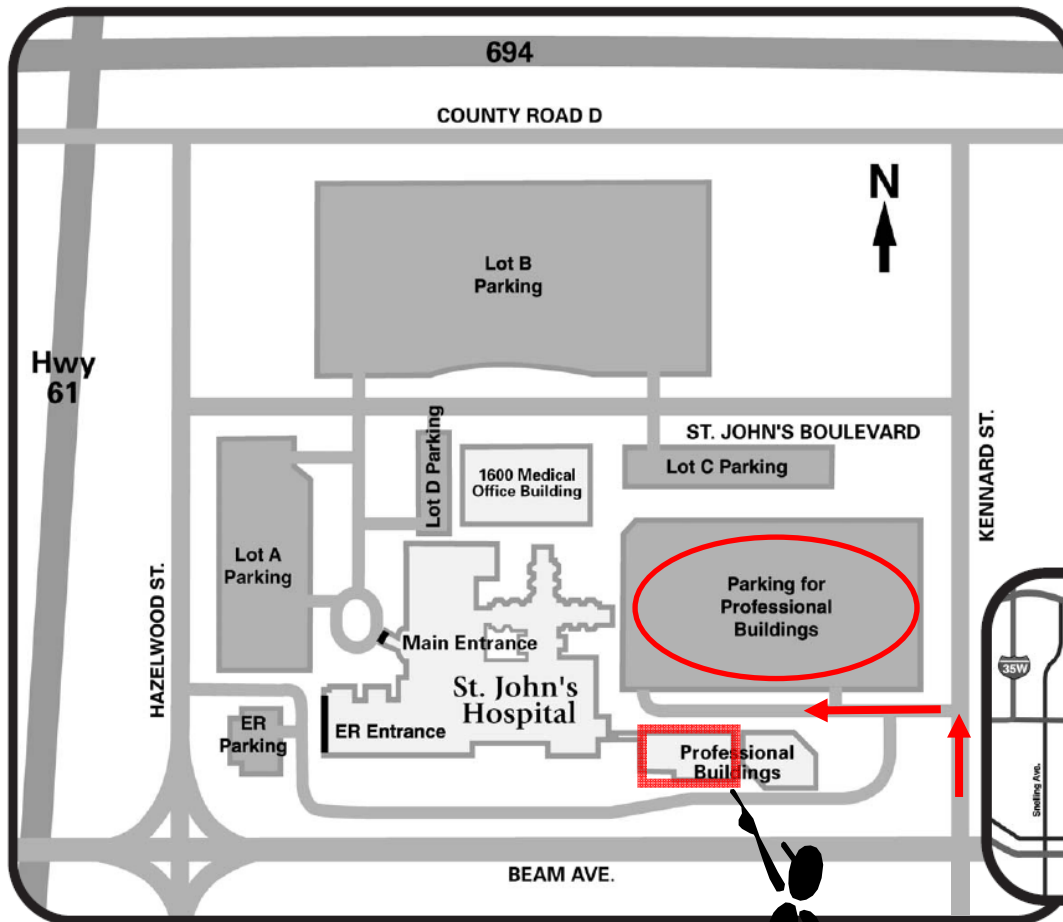 694
COUNTY ROAD D
N
Lot B
Parking
Hwy
61
ST. JOHN'S BOULEVARD
KENNARD ST.
Lot D Parking
1600 Medical
Office Building
Lot C Parking
Lot A
Parking
Parking for
Professional
Buildings
HAZELWOOD ST.
Main Entrance
St. John's
Hospital
ER
Parking
ER Entrance
Professional
Buildings
35W
Snelling Ave.
BEAM AVE.